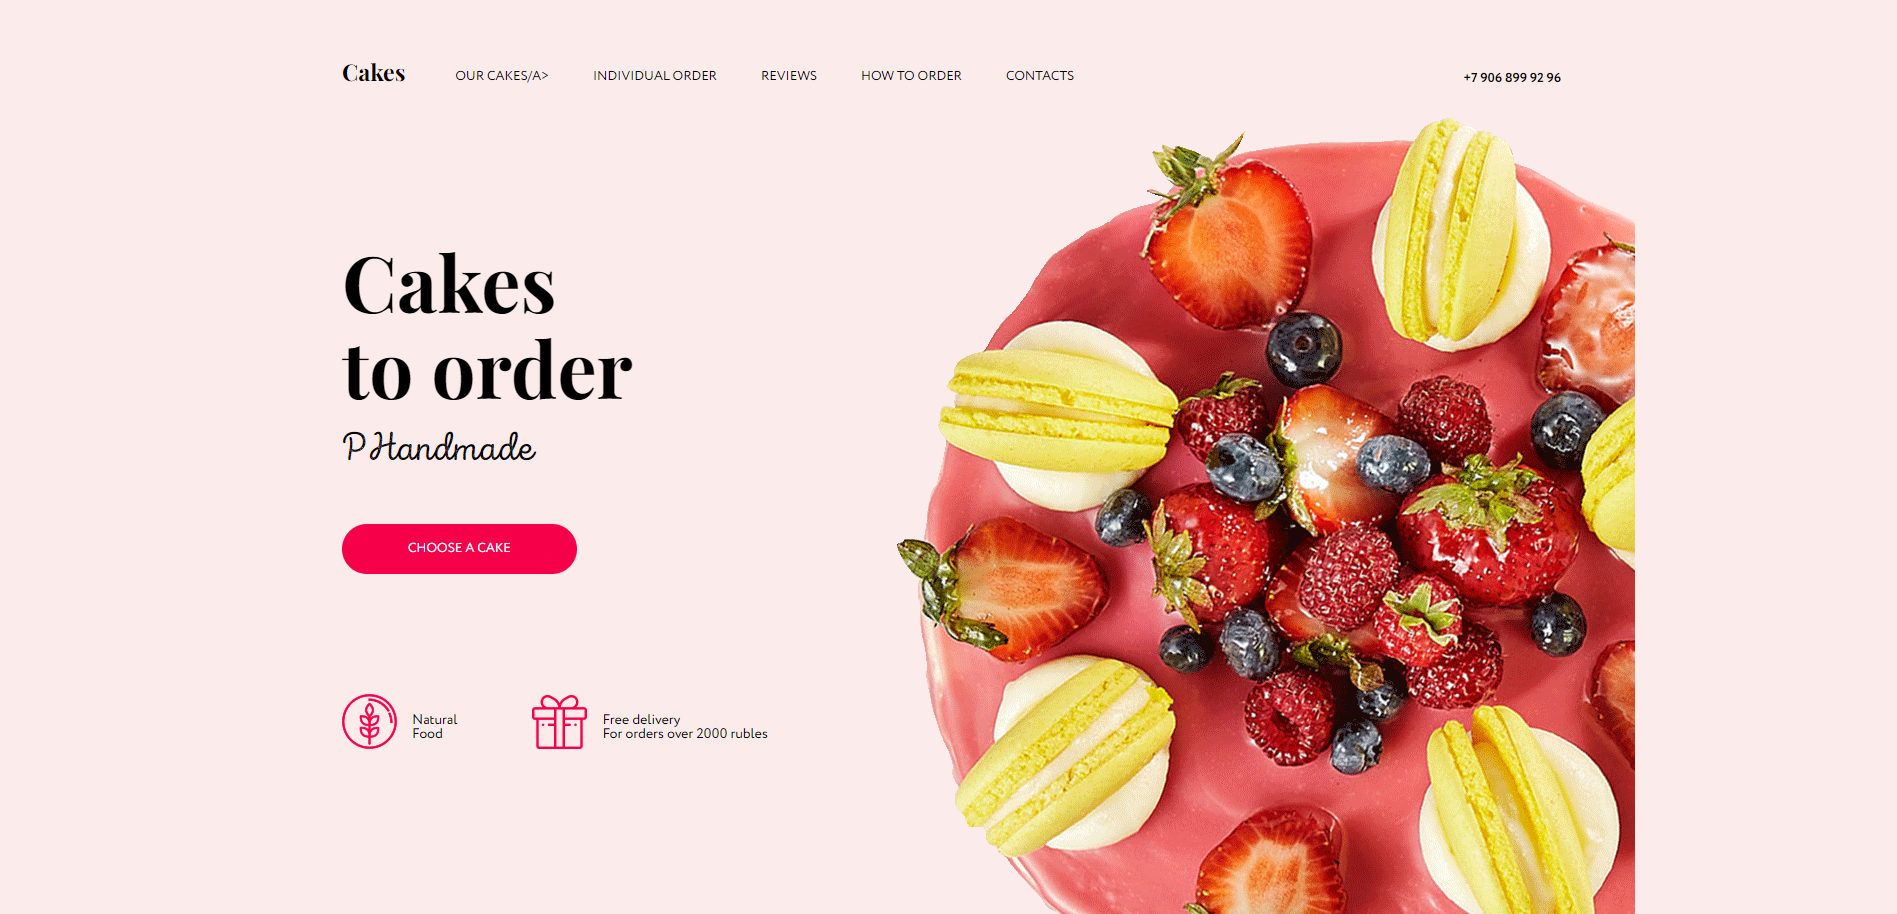 Cakes
OUR CAKES/A>
INDIVIDUAL ORDER
REVIEWS
HOW TO ORDER
CONTACTS
+7 906 899 92 96
Cakes
to order
PHandmade
CHOOSE A CAKE
Natural
Food
Free delivery
For orders over 2000 rubles